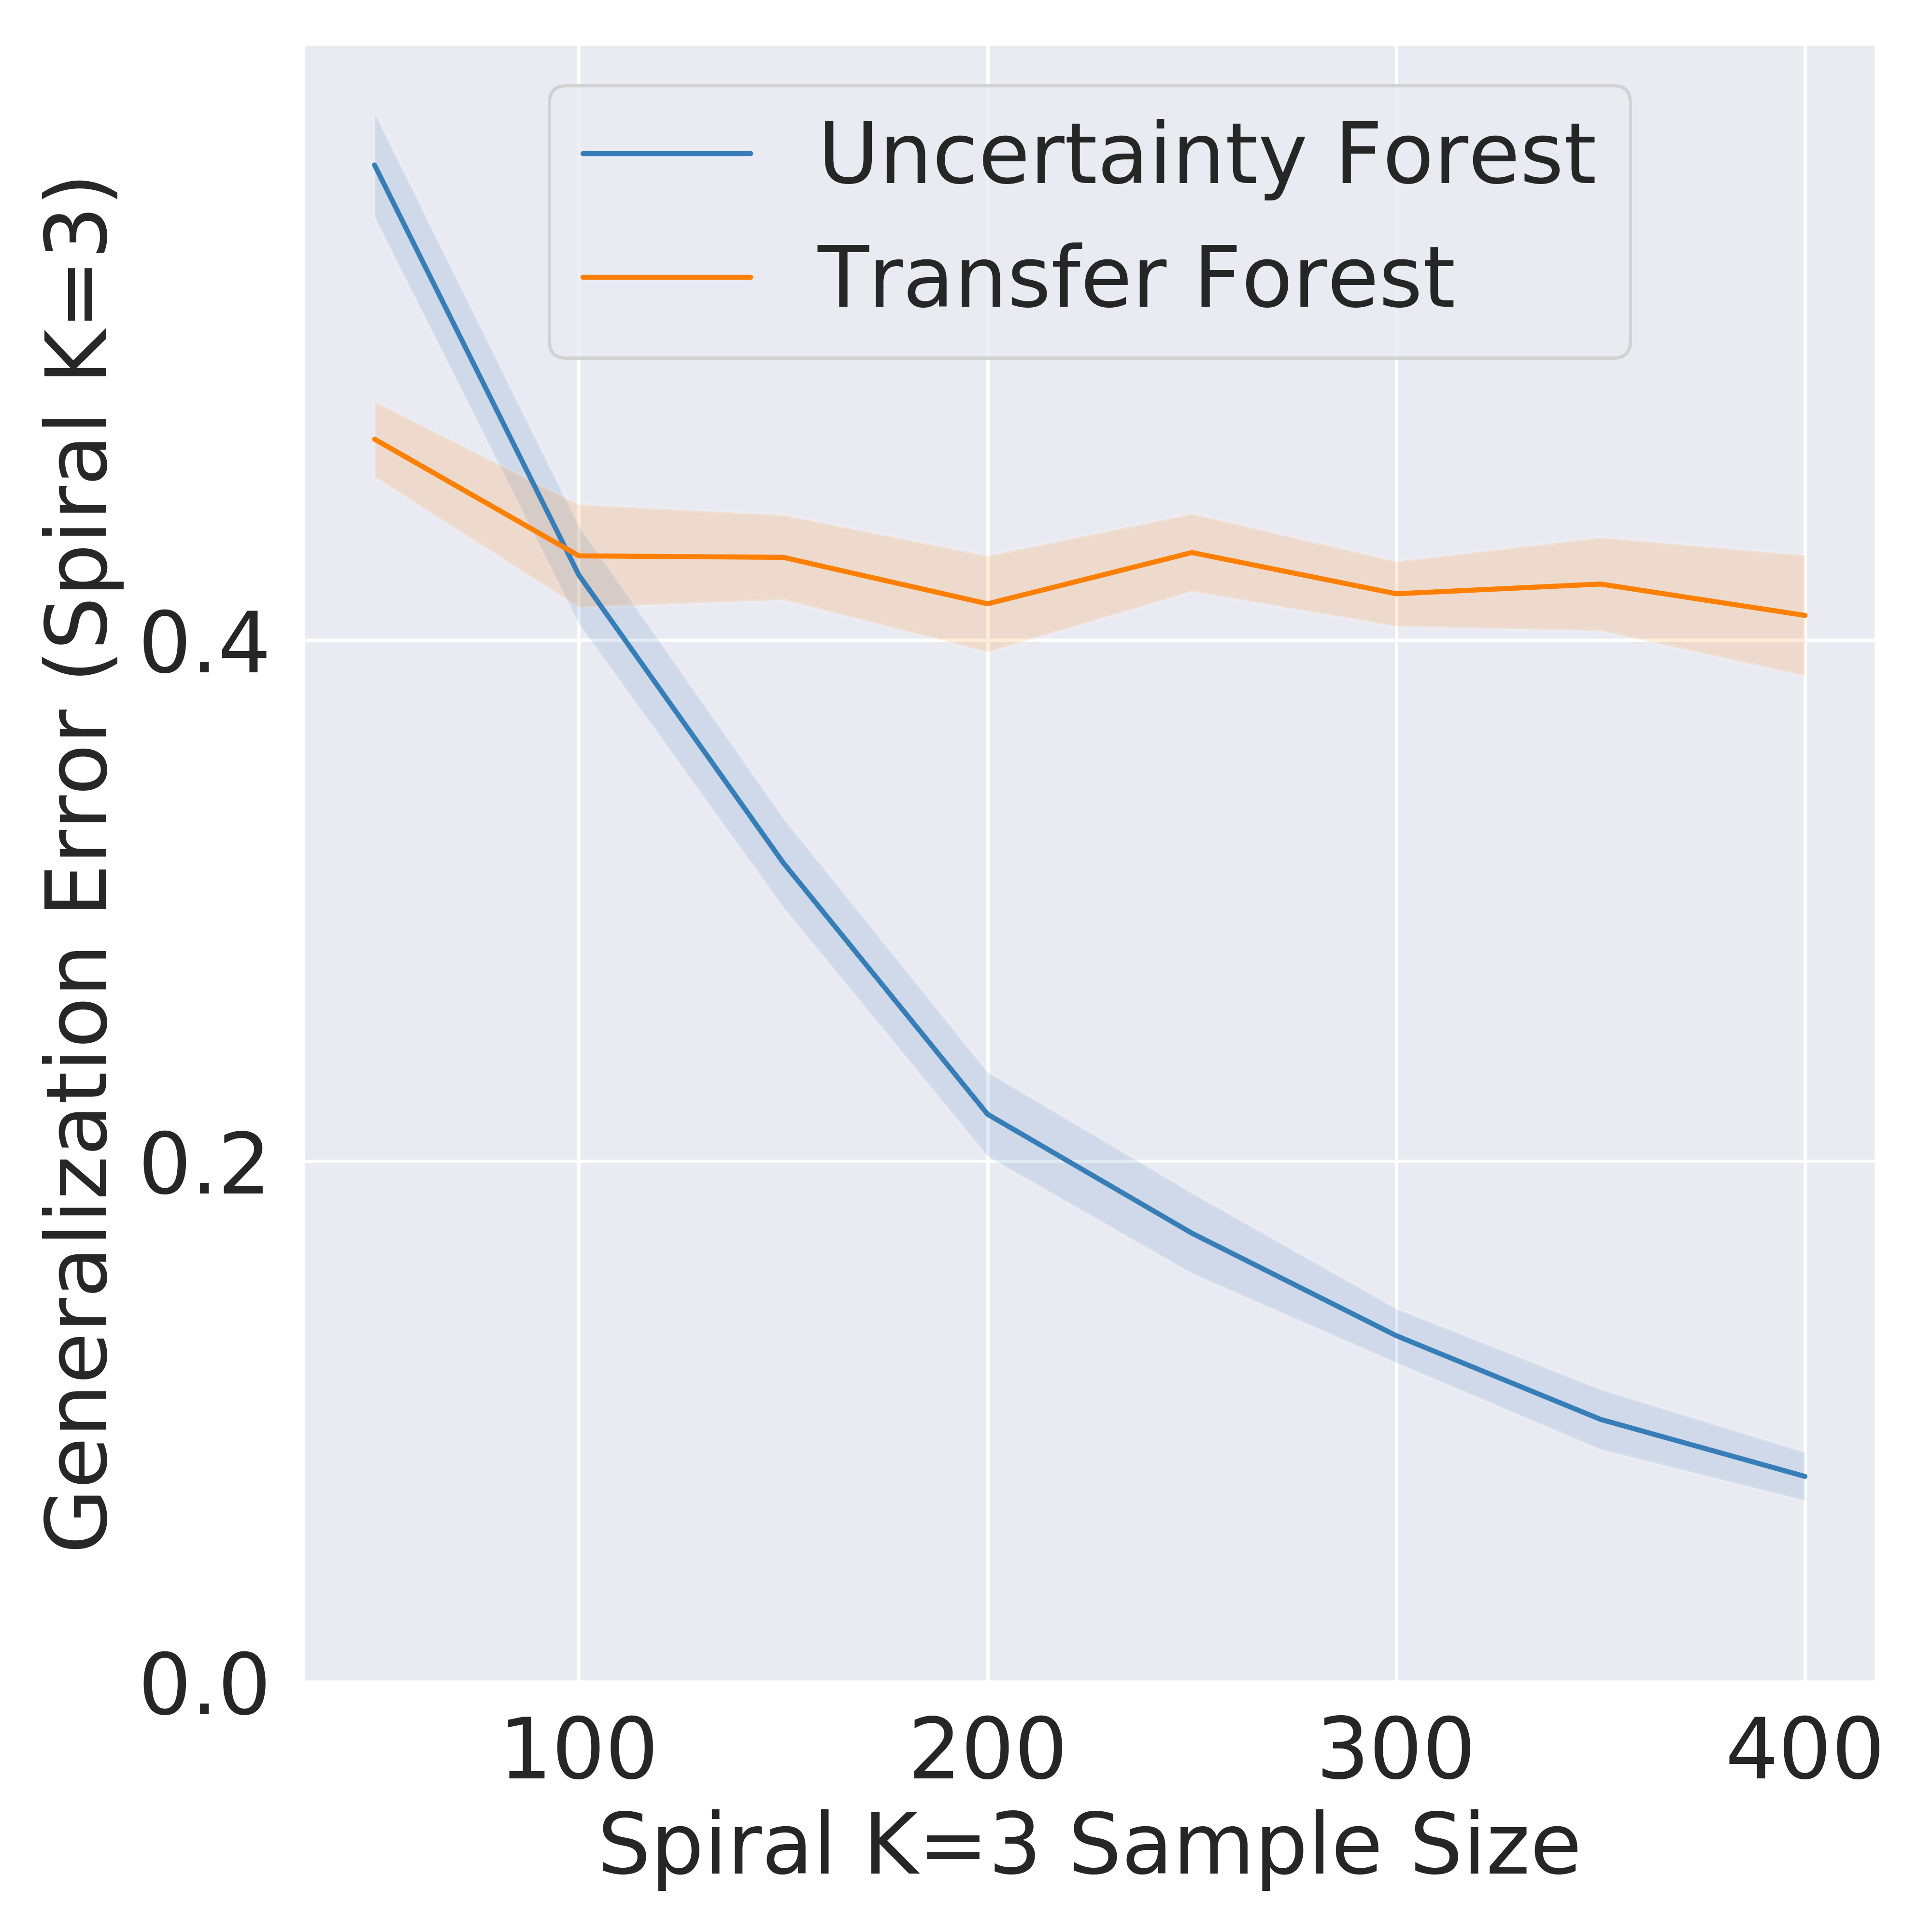 Uncertainty Forest
Transfer Forest
Generalization Error (Spiral K=3)
0.4
0.2
0.0
100 200 300 400
Spiral K=3 Sample Size